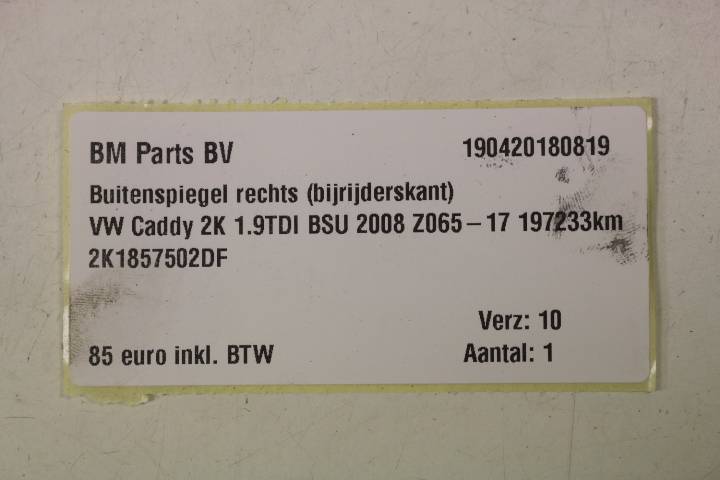 BM Parts BV 190420180819
Buitenspiegel rechts (bijrijderskant)
VW Caddy 2K 1.9TDI BSU 2008 Z065-17 197233km
2K1857502DF
Verz: 10
85 euro inkl. BTW Aantal: 1